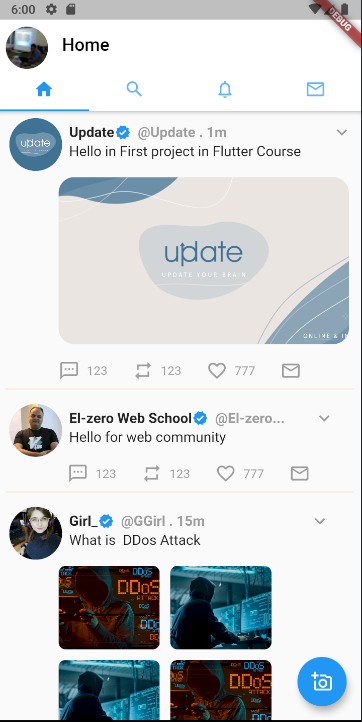 6:00
DEBUG
Home
Update @Update . 1m
Hello in First project in Flutter Course
update
update
UPDATE YOUR BRAIN
123 123 777
El-zero Web School @El-zero...
Hello for web community
123 123 777
Girl_ @GGirl . 15m
What is DDos Attack
DDoS
DDoS
ATTACK
DDoS